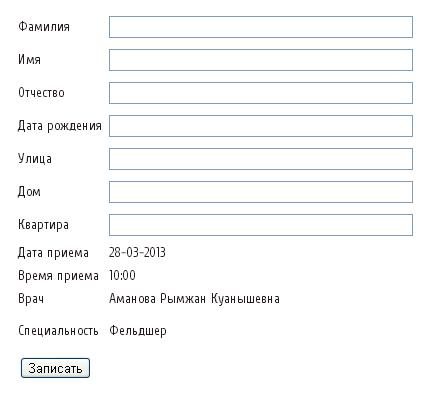 Фамилия
Имя
Отчество
Дата рождения
Улица
Дом
Квартира
Дата приема 28-03-2013
Время приема 10:00
Врач Аманова Рымжан Куанышевна
Специальность Фельдшер
Записать